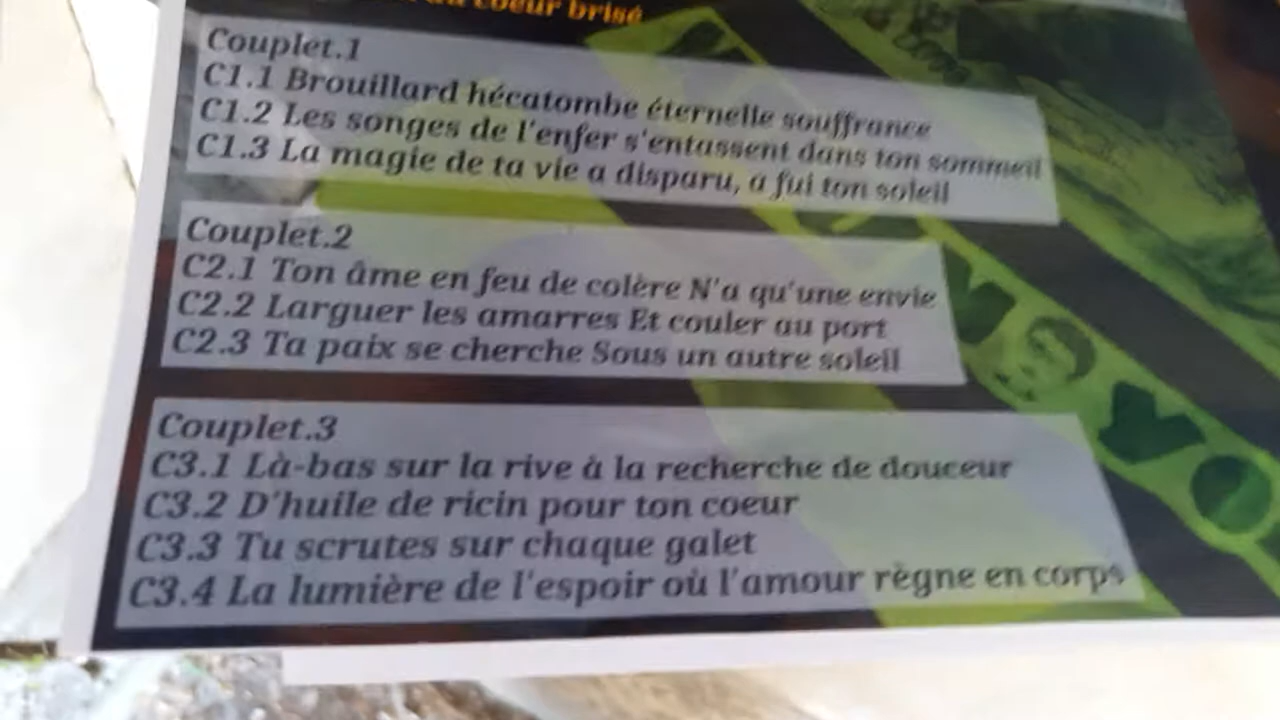 du coeur brisé
Couplet.1
C1.1 Brouillard hécatombe éternelle souffrance
C1.2 Les songes de l'enfer s'entassent dans ton sommeil
C1.3 La magie de ta vie a disparu, a fui ton soleil
Couplet.2
C2.1 Ton âme en feu de colère N'a qu'une envie
C2.2 Larguer les amarres Et couler au port
C2.3 Ta paix se cherche Sous un autre soleil
Couplet.3
C3.1 Là-bas sur la rive à la recherche de douceur
C3.2 D'huile de ricin pour ton coeur
C3.3 Tu scrutes sur chaque galet
C3.4 La lumière de l'espoir où l'amour règne en corps